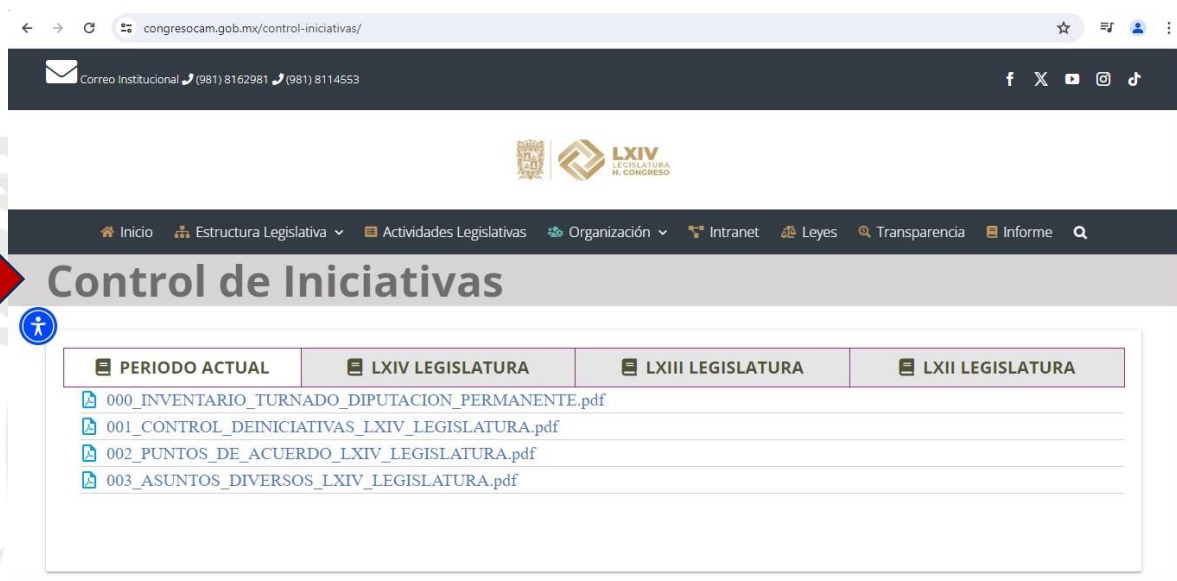 congresocam.gob.mx/control-iniciativas/
Correo Institucional (981) 8162981 (981) 8114553
LXIV
LEGISLATURA
H. CONGRESO
Inicio Estructura Legislativa Actividades Legislativas Organización Intranet Leyes Transparencia Informe
Control de Iniciativas
PERIODO ACTUAL LXIV LEGISLATURA LXIII LEGISLATURA LXII LEGISLATURA
000_INVENTARIO_TURNADO_DIPUTACION_PERMANENTE.pdf
001_CONTROL_DEINICIATIVAS_LXIV_LEGISLATURA.pdf
002_PUNTOS_DE_ACUERDO_LXIV_LEGISLATURA.pdf
003_ASUNTOS_DIVERSOS_LXIV_LEGISLATURA.pdf